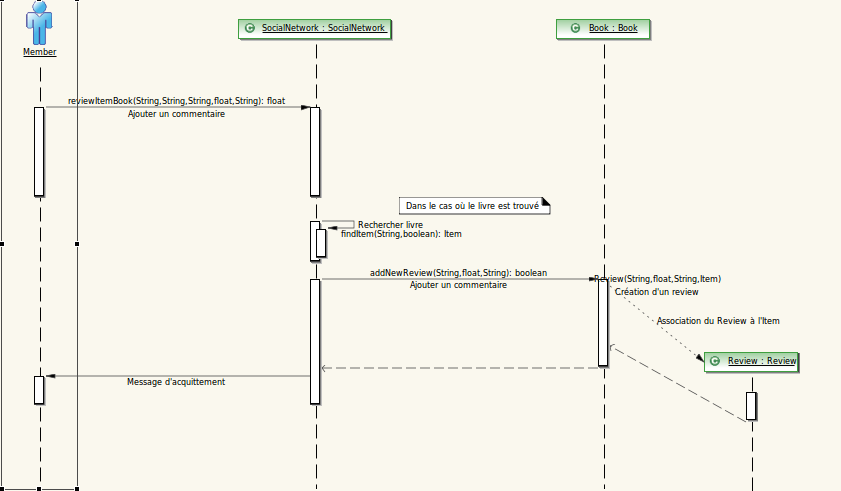 SocialNetwork : SocialNetwork
Book : Book
Member
reviewItemBook(String,String,String,float,String): float
Ajouter un commentaire
Dans le cas où le livre est trouvé
Rechercher livre
findItem(String,boolean): Item
addNewReview(String,float,String): boolean
Ajouter un commentaire
Review(String,float,String,Item)
Création d'un review
Association du Review à l'Item
Review : Review
Message d'acquittement